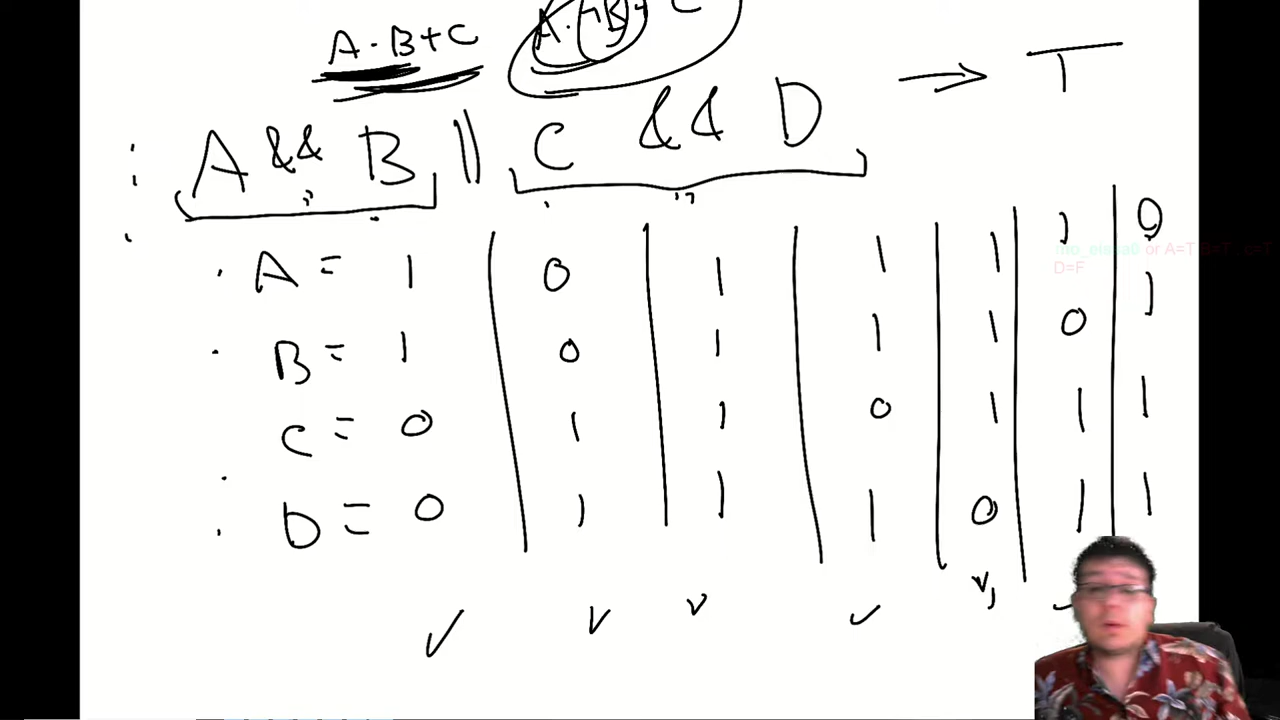 A·B+C A·¬B+C
A && B || C && D → T
A = 1 0 1 1 1 1 0
B = 1 0 1 1 1 0 1
C = 0 1 1 0 1 1 1
D = 0 1 1 1 0 1 1
or A=T B=T c=T
D=F